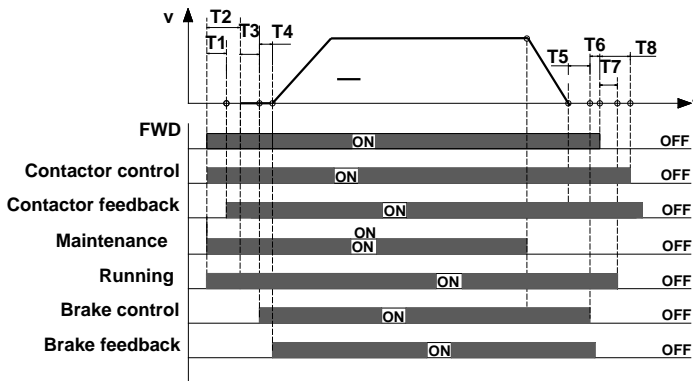 v
T2
T1
T3
T4
T6
T5
T8
T7
FWD
ON
OFF
Contactor control
ON
OFF
Contactor feedback
ON
OFF
ON
Maintenance
ON
OFF
Running
ON
OFF
Brake control
ON
OFF
Brake feedback
ON
OFF